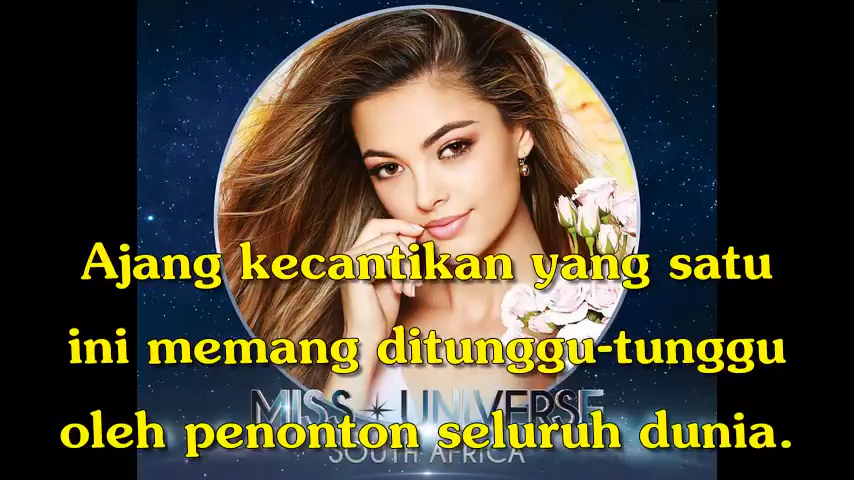 Ajang kecantikan yang satu
ini memang ditunggu-tunggu
MISS UNIVERSE
oleh penonton seluruh dunia.
SOUTH AFRICA